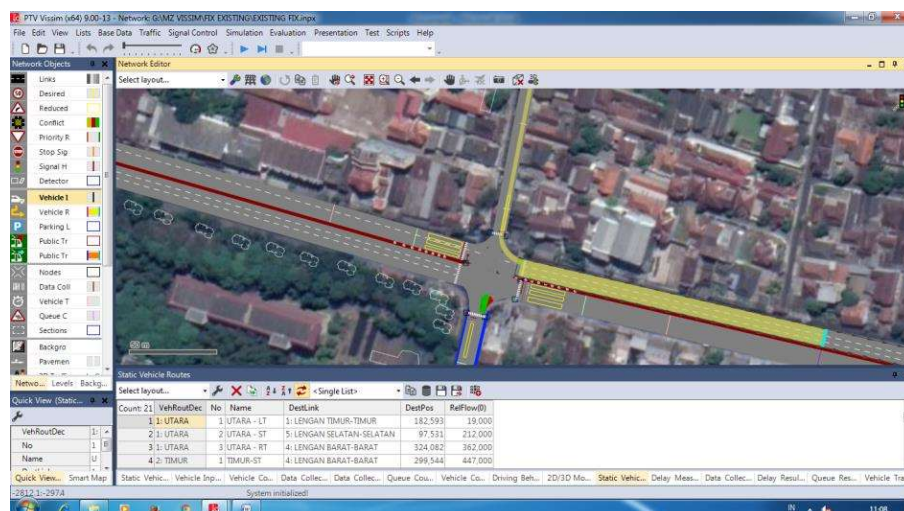 PTV Vissim (x64) 9.00-13 - Network: G:\MZ VISSIM\FIX EXISTING\EXISTING FIX.inpx
File Edit View Lists Base Data Traffic Signal Control Simulation Evaluation Presentation Test Scripts Help
Network Objects
Network Editor
Links
Select layout...
Desired
Reduced
Conflict
Priority R
Stop Sig
Signal H
Detector
Vehicle I
Vehicle R
Parking L
Public Tr
Public Tr
Nodes
Data Coll
Vehicle T
Queue C
Sections
Backgro
Pavemen
50 m
Static Vehicle Routes
Netwo... Levels Backg...
Select layout... <Single List>
Quick View (Static...
Count: 21 VehRoutDec No Name DestLink DestPos RelFlow(0)
1 1: UTARA 1 UTARA - LT 1: LENGAN TIMUR-TIMUR 182,593 19,000
2 1: UTARA 2 UTARA - ST 5: LENGAN SELATAN-SELATAN 97,531 212,000
3 1: UTARA 3 UTARA - RT 4: LENGAN BARAT-BARAT 324,062 362,000
4 2: TIMUR 1 TIMUR-ST 4: LENGAN BARAT-BARAT 299,544 447,000
VehRoutDec 1:
No 1
Name U
Quick View... Smart Map
Static Vehic... Vehicle Inp... Vehicle Co... Data Collec... Data Collec... Queue Cou... Vehicle Co... Driving Beh... 2D/3D Mo... Static Vehic... Delay Meas... Data Collec... Delay Resul... Queue Res... Vehicle Tra
-2812.1:-297.4
System initialized!
IN
11:08